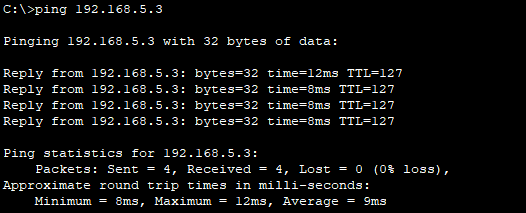 C:\>ping 192.168.5.3
Pinging 192.168.5.3 with 32 bytes of data:
Reply from 192.168.5.3: bytes=32 time=12ms TTL=127
Reply from 192.168.5.3: bytes=32 time=8ms TTL=127
Reply from 192.168.5.3: bytes=32 time=8ms TTL=127
Reply from 192.168.5.3: bytes=32 time=8ms TTL=127
Ping statistics for 192.168.5.3:
    Packets: Sent = 4, Received = 4, Lost = 0 (0% loss),
Approximate round trip times in milli-seconds:
    Minimum = 8ms, Maximum = 12ms, Average = 9ms